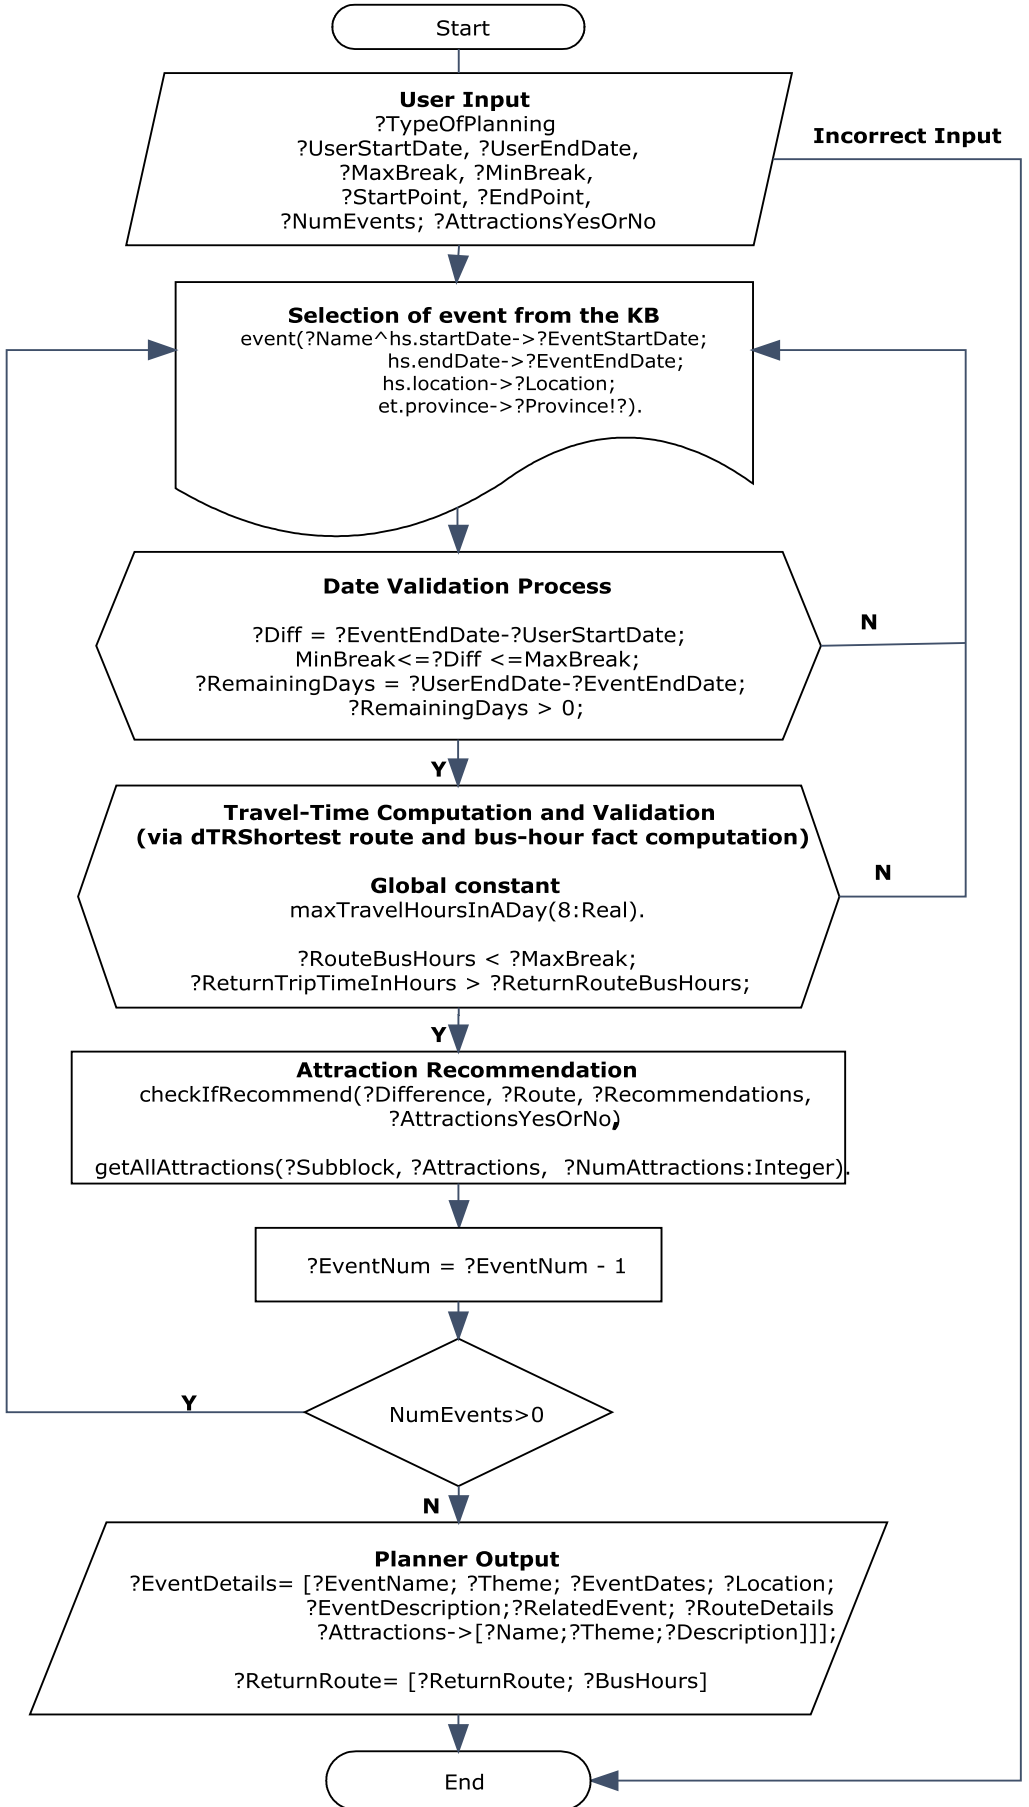 Start
User Input
?TypeOfPlanning
?UserStartDate, ?UserEndDate,
?MaxBreak, ?MinBreak,
?StartPoint, ?EndPoint,
?NumEvents; ?AttractionsYesOrNo
Incorrect Input
Selection of event from the KB
event(?Name^hs.startDate->?EventStartDate;
hs.endDate->?EventEndDate;
hs.location->?Location;
et.province->?Province!?).
Date Validation Process
?Diff = ?EventEndDate-?UserStartDate;
MinBreak<=?Diff <=MaxBreak;
?RemainingDays = ?UserEndDate-?EventEndDate;
?RemainingDays > 0;
N
Y
Travel-Time Computation and Validation
(via dTRShortest route and bus-hour fact computation)
Global constant
maxTravelHoursInADay(8:Real).
?RouteBusHours < ?MaxBreak;
?ReturnTripTimeInHours > ?ReturnRouteBusHours;
N
Y
Attraction Recommendation
checkIfRecommend(?Difference, ?Route, ?Recommendations,
?AttractionsYesOrNo),
getAllAttractions(?Subblock, ?Attractions,  ?NumAttractions:Integer).
?EventNum = ?EventNum - 1
NumEvents>0
Y
N
Planner Output
?EventDetails= [?EventName; ?Theme; ?EventDates; ?Location;
?EventDescription;?RelatedEvent; ?RouteDetails
?Attractions->[?Name;?Theme;?Description]]];
?ReturnRoute= [?ReturnRoute; ?BusHours]
End